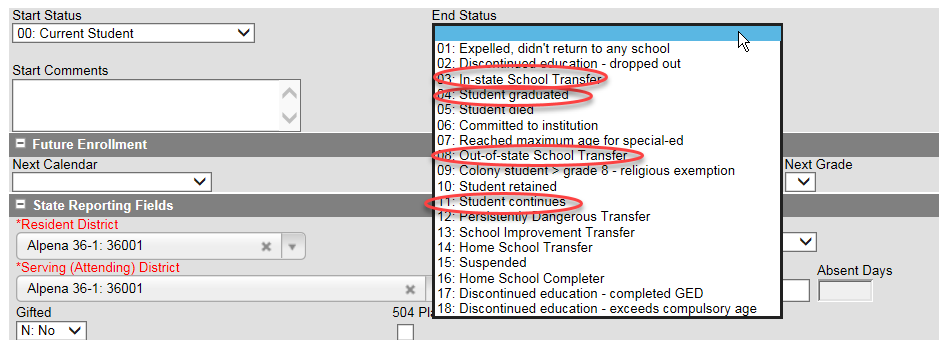 Start Status
End Status
00: Current Student
01: Expelled, didn't return to any school
02: Discontinued education - dropped out
Start Comments
03: In-state School Transfer
04: Student graduated
05: Student died
06: Committed to institution
07: Reached maximum age for special-ed
Future Enrollment
08: Out-of-state School Transfer
Next Calendar
Next Grade
09: Colony student > grade 8 - religious exemption
10: Student retained
State Reporting Fields
11: Student continues
12: Persistently Dangerous Transfer
*Resident District
13: School Improvement Transfer
Alpena 36-1: 36001
14: Home School Transfer
*Serving (Attending) District
15: Suspended
Absent Days
16: Home School Completer
Alpena 36-1: 36001
17: Discontinued education - completed GED
18: Discontinued education - exceeds compulsory age
Gifted
504 Pla
N: No